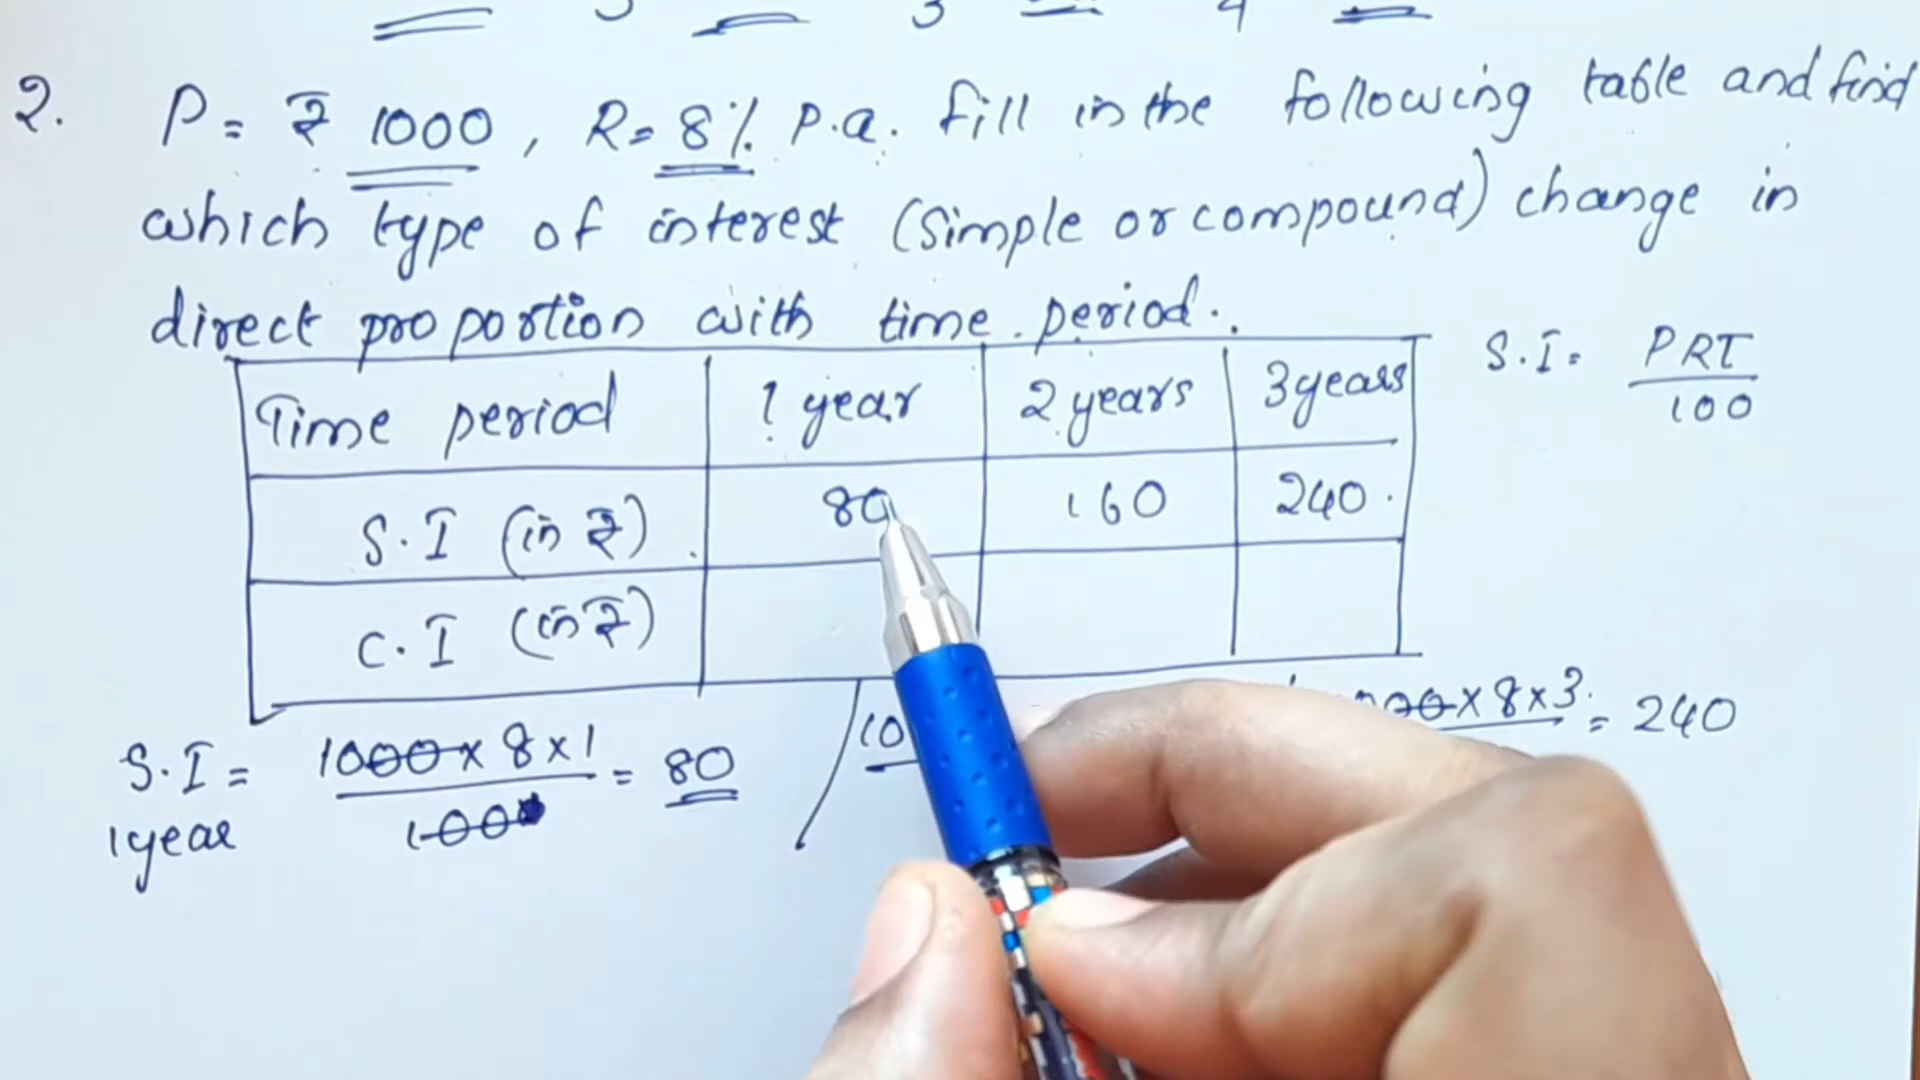 2. P = ₹ 1000, R = 8% p.a. fill in the following table and find
which type of interest (simple or compound) change in
direct proportion with time period.
Time period 1 year 2 years 3 years
S.I (in ₹) 80 160 240
C.I (in ₹)
S.I = PRT
100
S.I = 1000 x 8 x 1 = 80
1 year 100
10
x 8 x 3 = 240